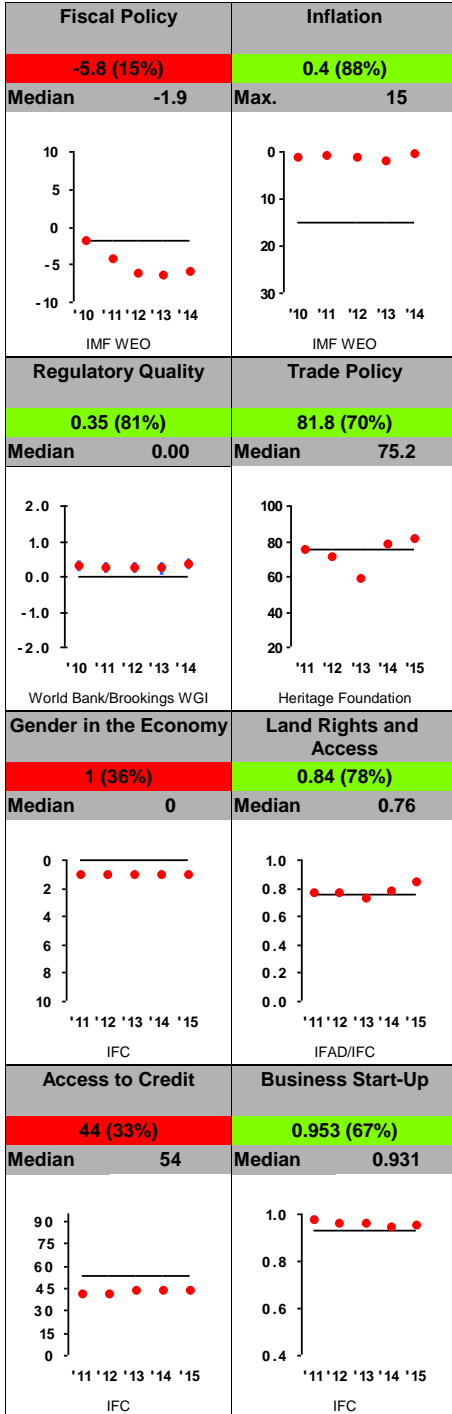 Fiscal Policy
Inflation
-5.8 (15%)
0.4 (88%)
Median -1.9
Max. 15
10
5
0
-5
-10
'10 '11 '12 '13 '14
IMF WEO
0
10
20
30
'10 '11 '12 '13 '14
IMF WEO
Regulatory Quality
Trade Policy
0.35 (81%)
81.8 (70%)
Median 0.00
Median 75.2
2.0
1.0
0.0
-1.0
-2.0
'10 '11 '12 '13 '14
World Bank/Brookings WGI
100
80
60
40
20
'11 '12 '13 '14 '15
Heritage Foundation
Gender in the Economy
Land Rights and
Access
1 (36%)
0.84 (78%)
Median 0
Median 0.76
0
2
4
6
8
10
'11 '12 '13 '14 '15
IFC
1.0
0.8
0.6
0.4
0.2
0.0
'11 '12 '13 '14 '15
IFAD/IFC
Access to Credit
Business Start-Up
44 (33%)
0.953 (67%)
Median 54
Median 0.931
90
75
60
45
30
15
0
'11 '12 '13 '14 '15
IFC
1.0
0.8
0.6
0.4
'11 '12 '13 '14 '15
IFC